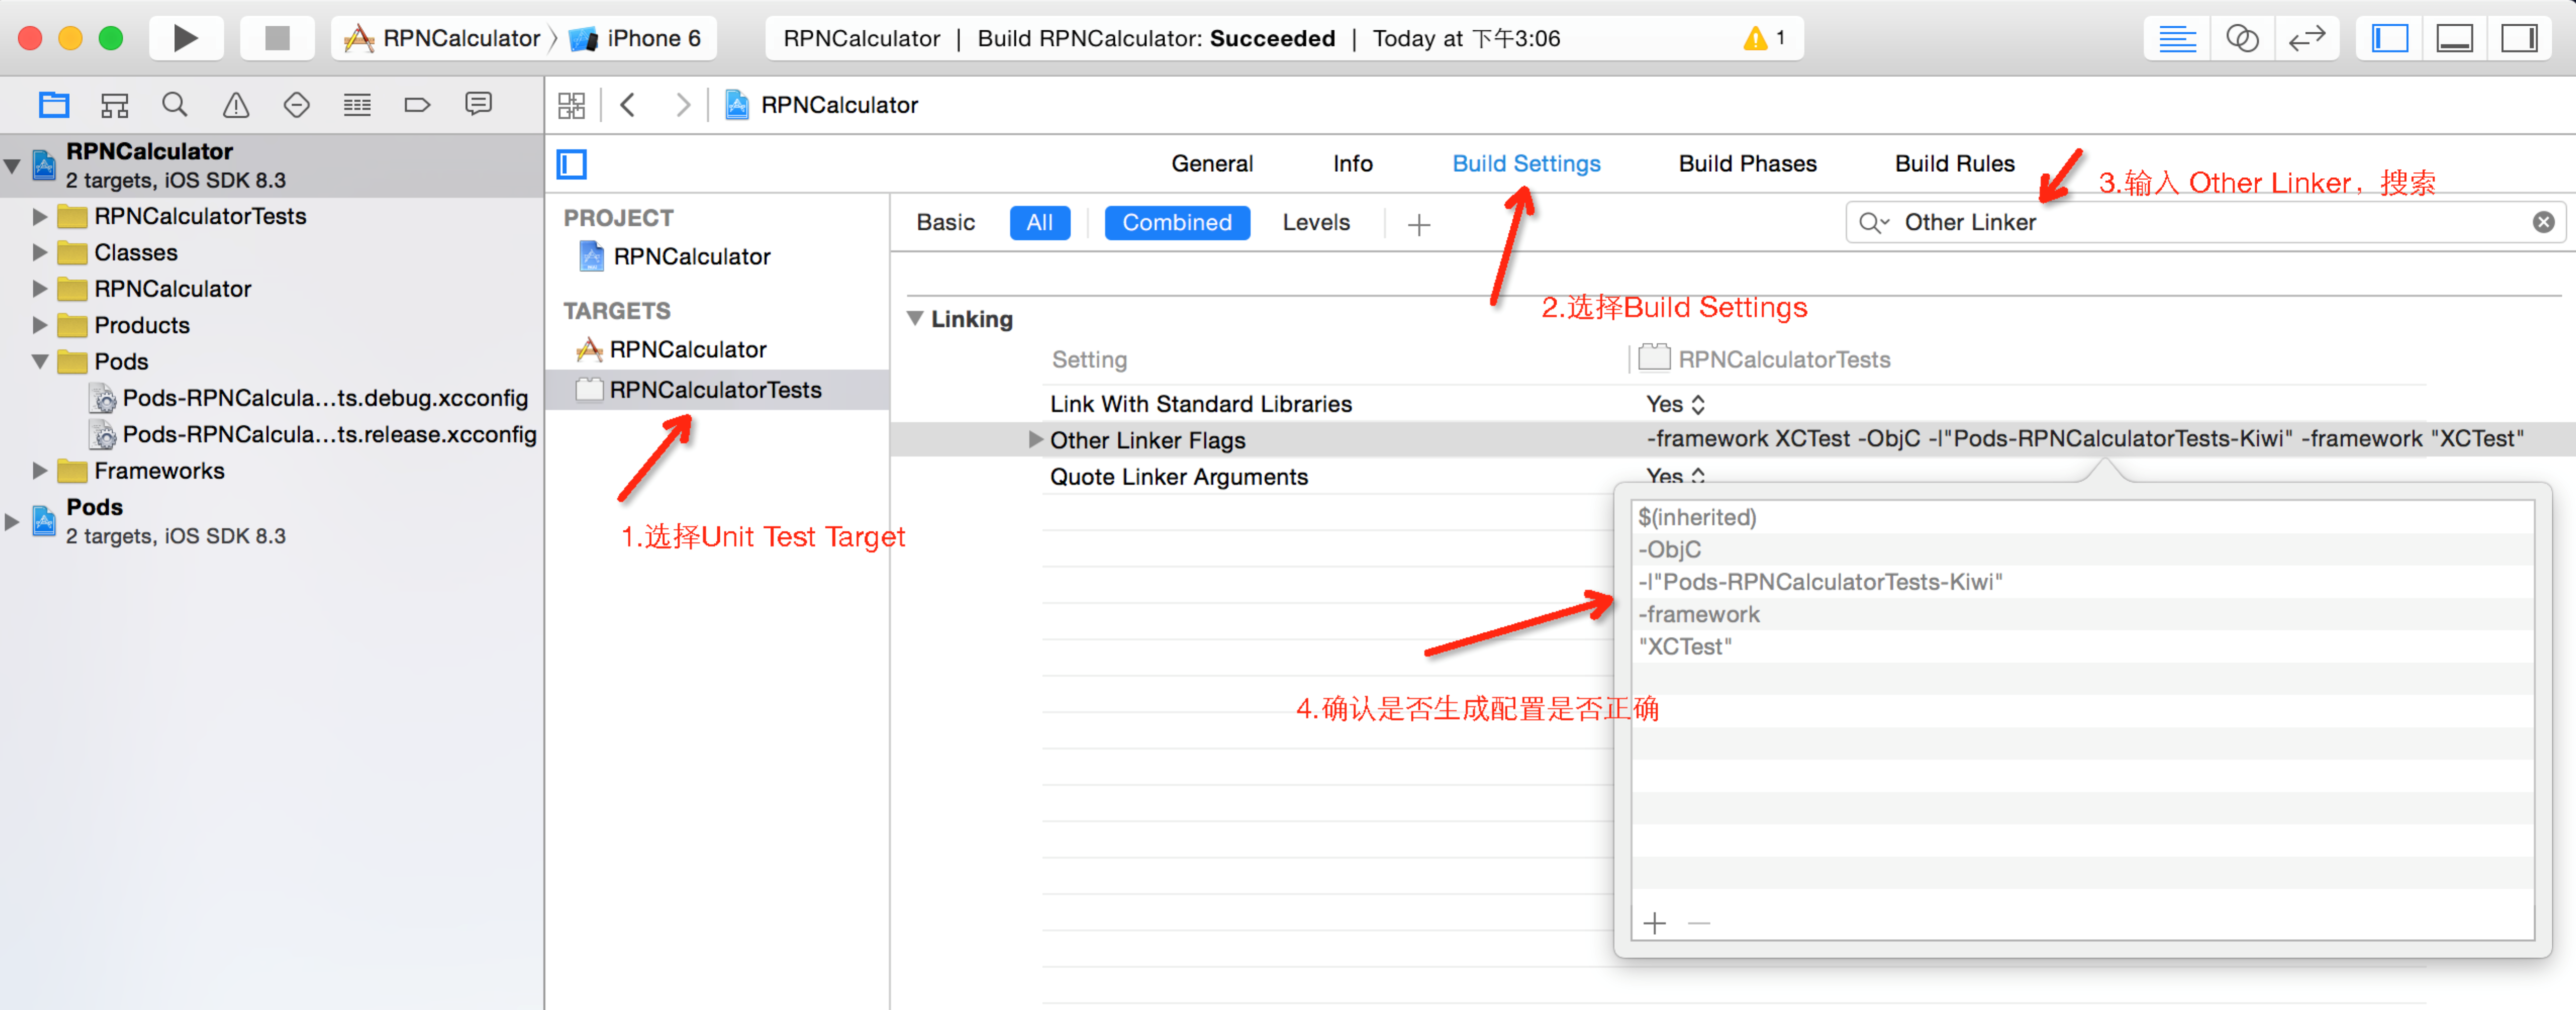 RPNCalculator
iPhone 6
RPNCalculator | Build RPNCalculator: Succeeded | Today at 下午3:06
1
RPNCalculator
RPNCalculator
2 targets, iOS SDK 8.3
RPNCalculatorTests
Classes
RPNCalculator
Products
Pods
Pods-RPNCalcula...ts.debug.xcconfig
Pods-RPNCalcula...ts.release.xcconfig
Frameworks
Pods
2 targets, iOS SDK 8.3
General Info Build Settings Build Phases Build Rules
PROJECT
RPNCalculator
TARGETS
RPNCalculator
RPNCalculatorTests
1.选择Unit Test Target
Basic All Combined Levels
Other Linker
3.输入 Other Linker，搜索
2.选择Build Settings
Linking
Setting RPNCalculatorTests
Link With Standard Libraries Yes
Other Linker Flags -framework XCTest -ObjC -l"Pods-RPNCalculatorTests-Kiwi" -framework "XCTest"
Quote Linker Arguments Yes
$(inherited)
-ObjC
-l"Pods-RPNCalculatorTests-Kiwi"
-framework
"XCTest"
4.确认是否生成配置是否正确